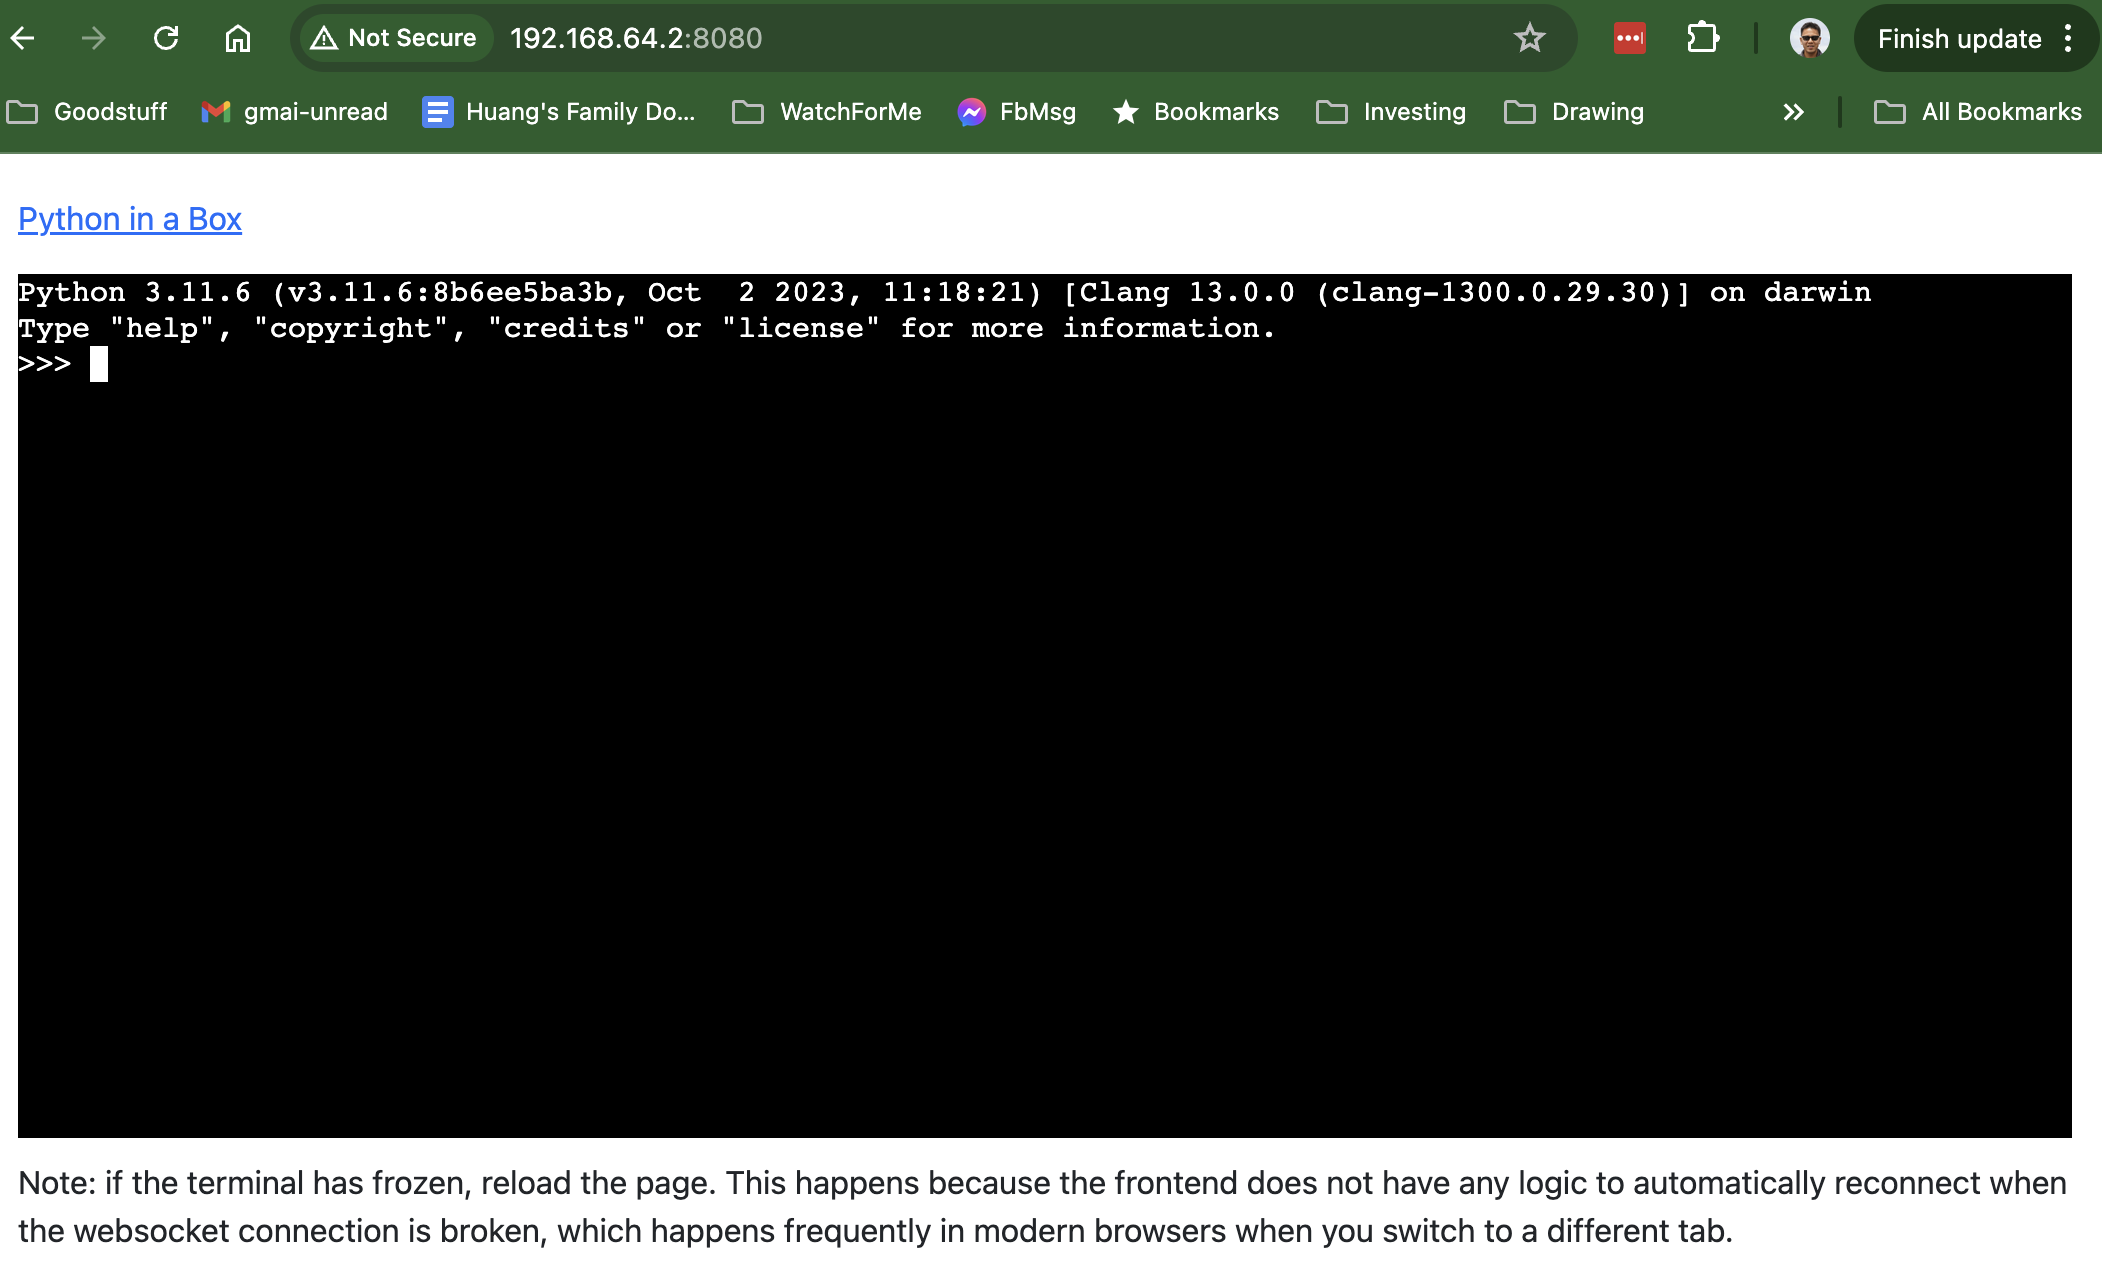 Not Secure 192.168.64.2:8080 Finish update
Goodstuff gmai-unread Huang's Family Do... WatchForMe FbMsg Bookmarks Investing Drawing All Bookmarks
Python in a Box
Python 3.11.6 (v3.11.6:8b6ee5ba3b, Oct  2 2023, 11:18:21) [Clang 13.0.0 (clang-1300.0.29.30)] on darwin
Type "help", "copyright", "credits" or "license" for more information.
>>>
Note: if the terminal has frozen, reload the page. This happens because the frontend does not have any logic to automatically reconnect when
the websocket connection is broken, which happens frequently in modern browsers when you switch to a different tab.